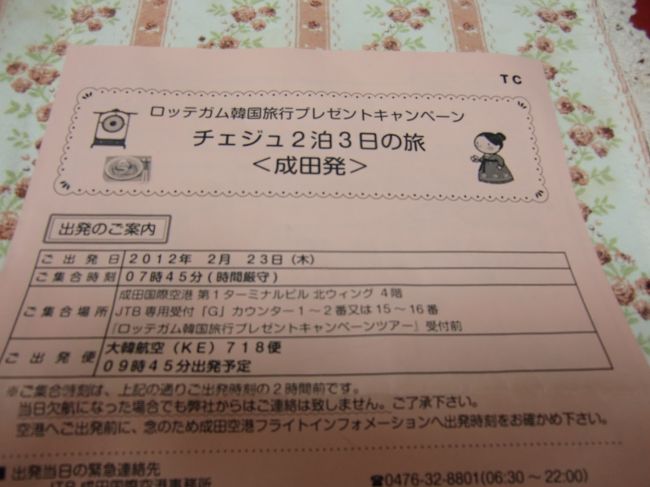 TC
ロッテガム韓国旅行プレゼントキャンペーン
チェジュ2泊3日の旅
＜成田発＞
出発のご案内
ご出発日 2012年 2月 23日(木)
ご集合時刻 07時45分(時間厳守)
ご集合場所 成田国際空港 第1ターミナルビル 北ウィング 4階
JTB専用受付「G」カウンター1～2番又は15～16番
『ロッテガム韓国旅行プレゼントキャンペーンツアー』受付前
ご出発便 大韓航空(KE)718便
09時45分出発予定
※ご集合時刻は、上記の通りご出発時刻の2時間前です。
当日欠航になった場合でも弊社からはご連絡は致しません。ご了承下さい。
空港へご出発前に、念のため成田空港フライトインフォメーションへ出発時刻をお確かめ下さい。
■出発当日の緊急連絡先
JTB 成田国際空港事務所 ☎0476-32-8801(06:30～22:00)